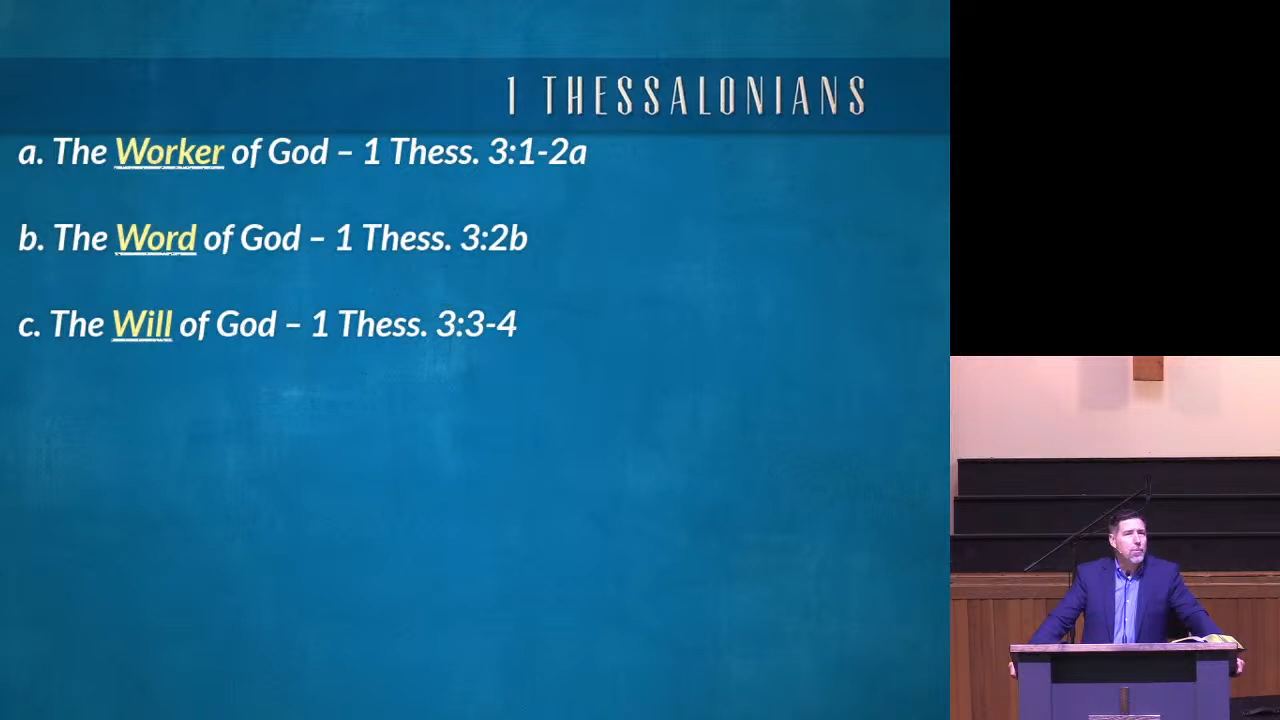 1 THESSALONIANS
a. The Worker of God – 1 Thess. 3:1-2a
b. The Word of God – 1 Thess. 3:2b
c. The Will of God – 1 Thess. 3:3-4